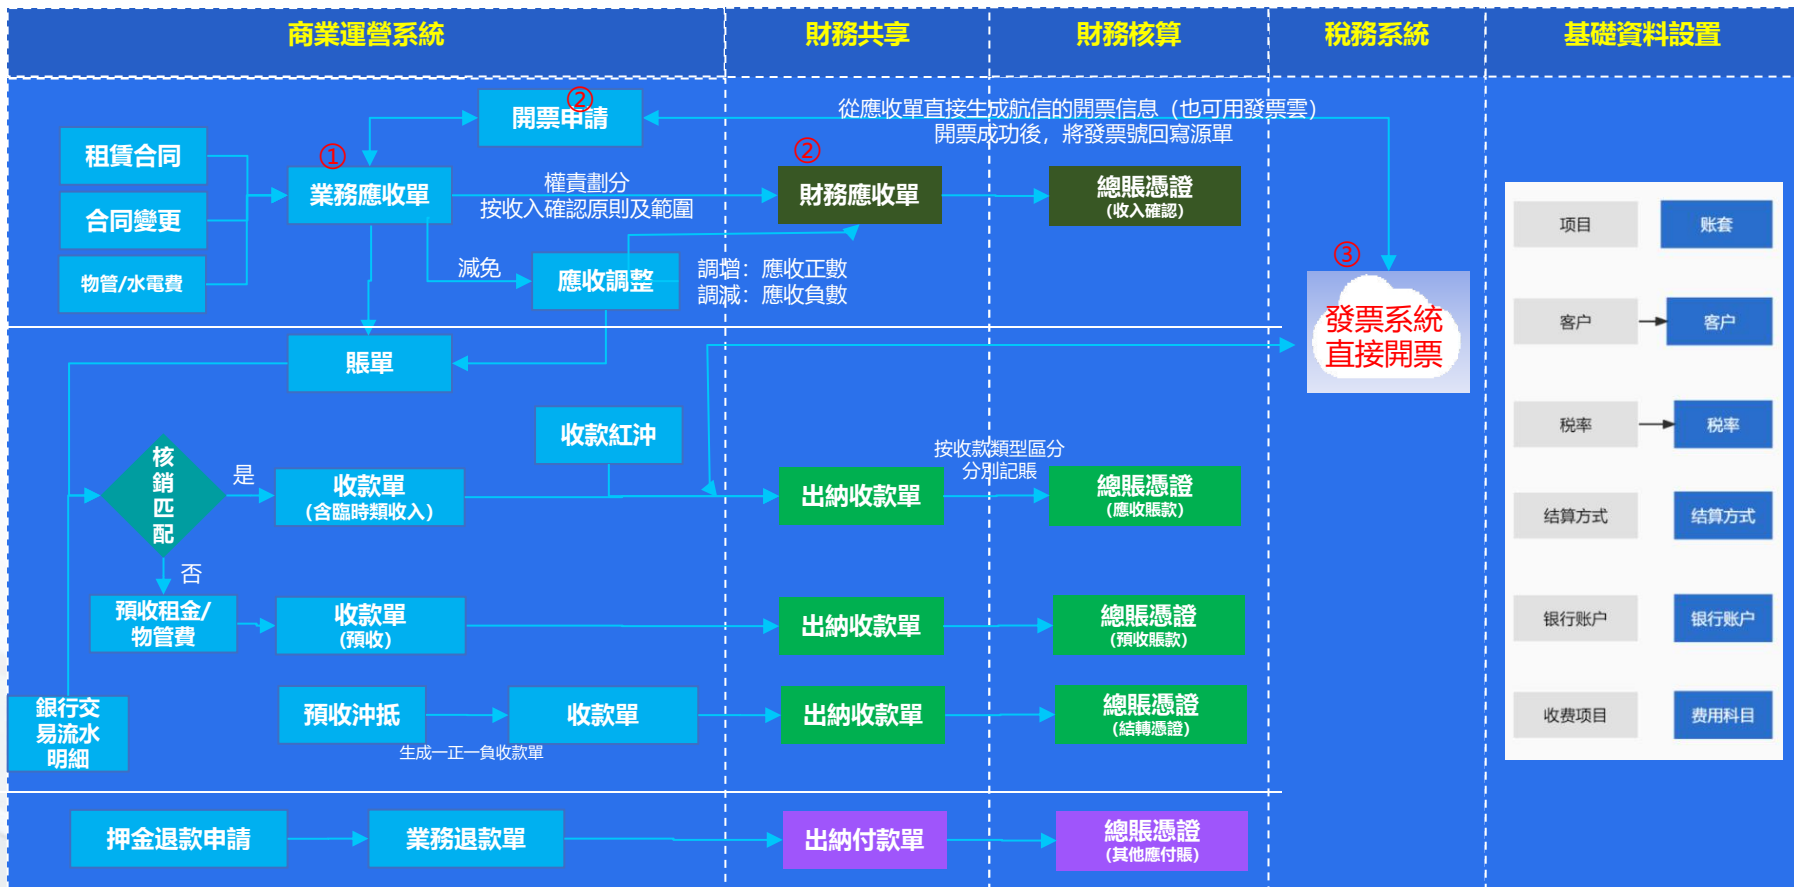 商業運營系統
財務共享
財務核算
稅務系統
基礎資料設置
開票申請
②
從應收單直接生成航信的開票信息（也可用發票雲）
開票成功後，將發票號回寫源單
租賃合同
合同變更
物管/水電費
①
業務應收單
權責劃分
按收入確認原則及範圍
②
財務應收單
總賬憑證
(收入確認)
減免
應收調整
調增：應收正數
調減：應收負數
③
發票系統
直接開票
賬單
收款紅沖
核
銷
匹
配
是
收款單
（含臨時類收入）
出納收款單
按收款類型區分
分別記賬
總賬憑證
(應收賬款)
否
預收租金/
物管費
收款單
(預收)
出納收款單
總賬憑證
(預收賬款)
銀行交
易流水
明細
預收沖抵
生成一正一負收款單
收款單
出納收款單
總賬憑證
(結轉憑證)
押金退款申請
業務退款單
出納付款單
總賬憑證
(其他應付賬)
项目
账套
客户
客户
税率
税率
结算方式
结算方式
银行账户
银行账户
收费项目
费用科目